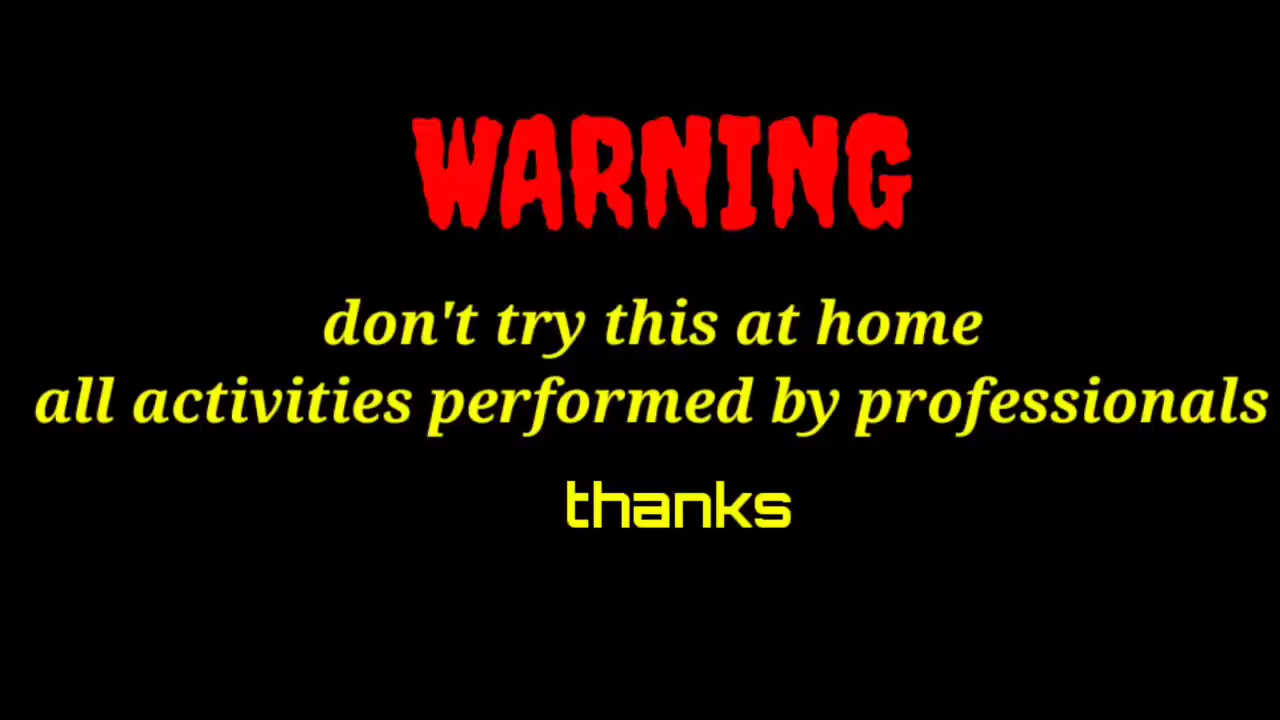 WARNING
don't try this at home
all activities performed by professionals
thanks